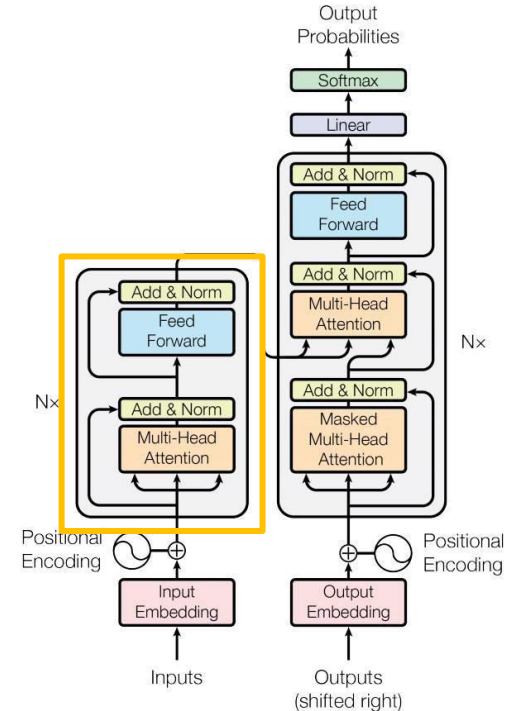 Output
Probabilities
Softmax
Linear
Add & Norm
Feed
Forward
Add & Norm
Multi-Head
Attention
Add & Norm
Masked
Multi-Head
Attention
N×
Add & Norm
Feed
Forward
Add & Norm
Multi-Head
Attention
N×
Positional
Encoding
Positional
Encoding
Input
Embedding
Output
Embedding
Inputs
Outputs
(shifted right)